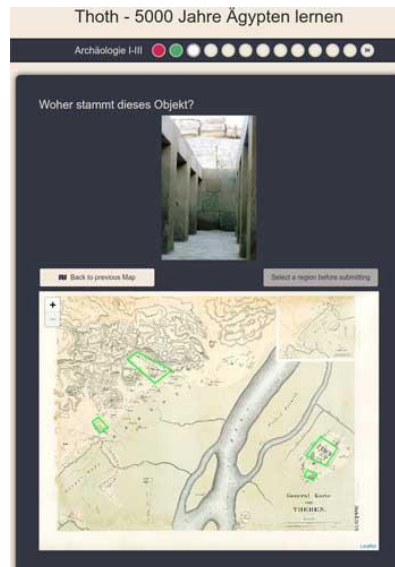 Thoth - 5000 Jahre Ägypten lernen
Archäologie I-III
Woher stammt dieses Objekt?
Back to previous Map
Select a region before submitting
+
−
General Karte
von
THEBEN.
Leaflet